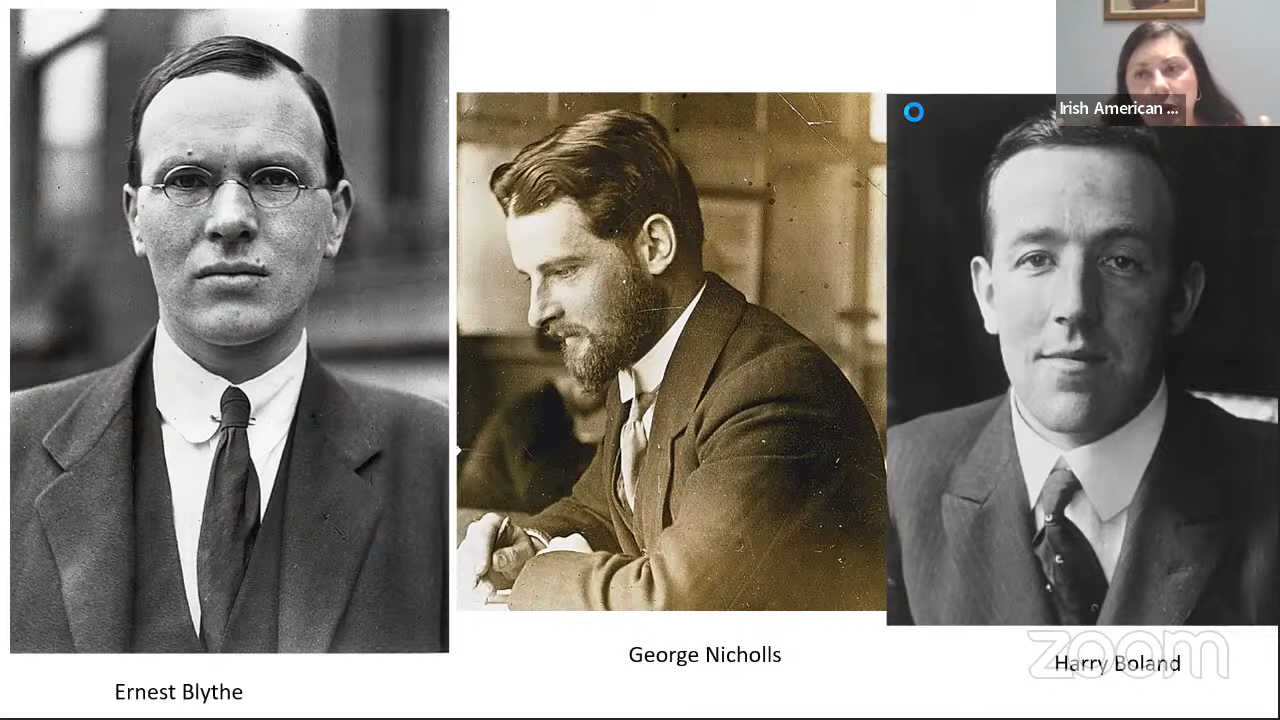 Irish American ...
George Nicholls
zoom
Harry Boland
Ernest Blythe